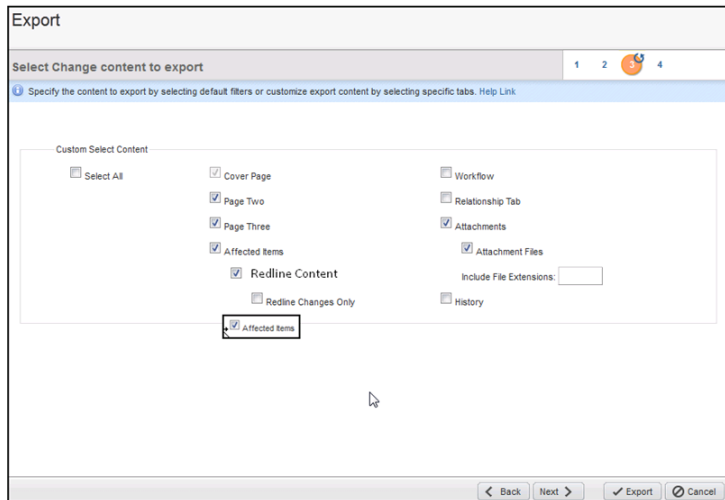 Export
Select Change content to export
1 2 3 4
Specify the content to export by selecting default filters or customize export content by selecting specific tabs. Help Link
Custom Select Content
Select All
Cover Page
Workflow
Page Two
Relationship Tab
Page Three
Attachments
Affected Items
Attachment Files
Redline Content
Include File Extensions:
Redline Changes Only
History
Affected Items
Back Next Export Cancel